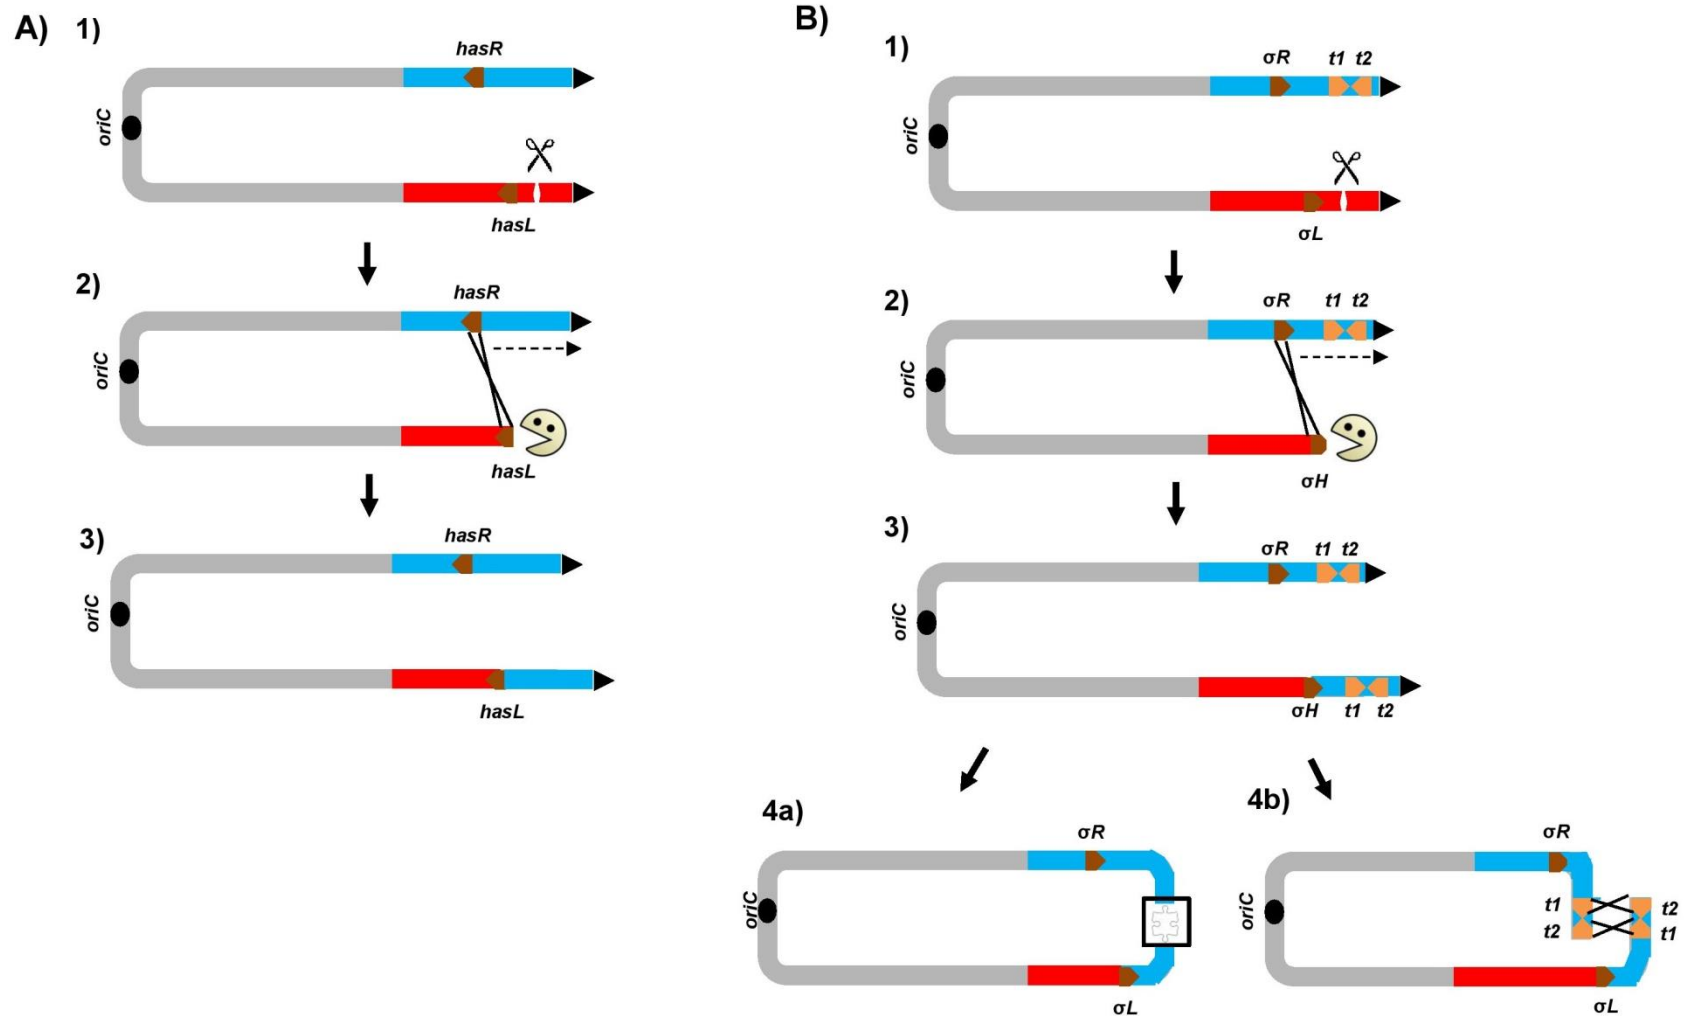 A)
1)
hasR
oriC
hasL
2)
hasR
oriC
hasL
3)
hasR
oriC
hasL
B)
1)
σR t1 t2
oriC
σL
2)
σR t1 t2
oriC
σH
3)
σR t1 t2
oriC
σH t1 t2
4a)
σR
oriC
σL
4b)
σR
oriC
t1 t2
t2 t1
σL